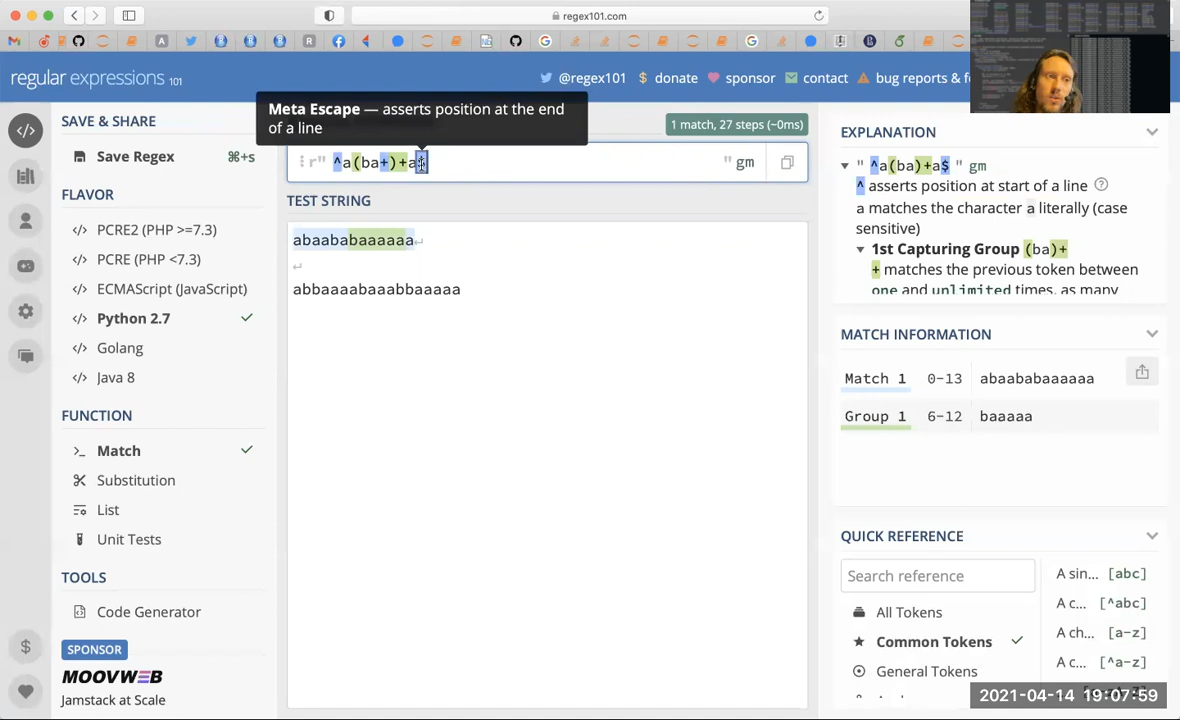 regex101.com
regular expressions 101
@regex101
$ donate
sponsor
contact
bug reports & fe
Meta Escape — asserts position at the end
of a line
1 match, 27 steps (~0ms)
r" ^a(ba+)+a$
" gm
SAVE & SHARE
Save Regex
⌘+s
FLAVOR
</> PCRE2 (PHP >=7.3)
</> PCRE (PHP <7.3)
</> ECMAScript (JavaScript)
</> Python 2.7
</> Golang
</> Java 8
FUNCTION
Match
Substitution
List
Unit Tests
TOOLS
Code Generator
SPONSOR
MOOVWEB
Jamstack at Scale
TEST STRING
abaababaaaaaa
abbaaaabaaabbaaaaa
EXPLANATION
" ^a(ba)+a$ " gm
^ asserts position at start of a line
a matches the character a literally (case
sensitive)
1st Capturing Group (ba)+
+ matches the previous token between
one and unlimited times, as many
MATCH INFORMATION
Match 1 0-13 abaababaaaaaa
Group 1 6-12 baaaaa
QUICK REFERENCE
Search reference
All Tokens
Common Tokens
General Tokens
A sin... [abc]
A c... [^abc]
A ch... [a-z]
A c... [^a-z]
2021-04-14 19:07:59